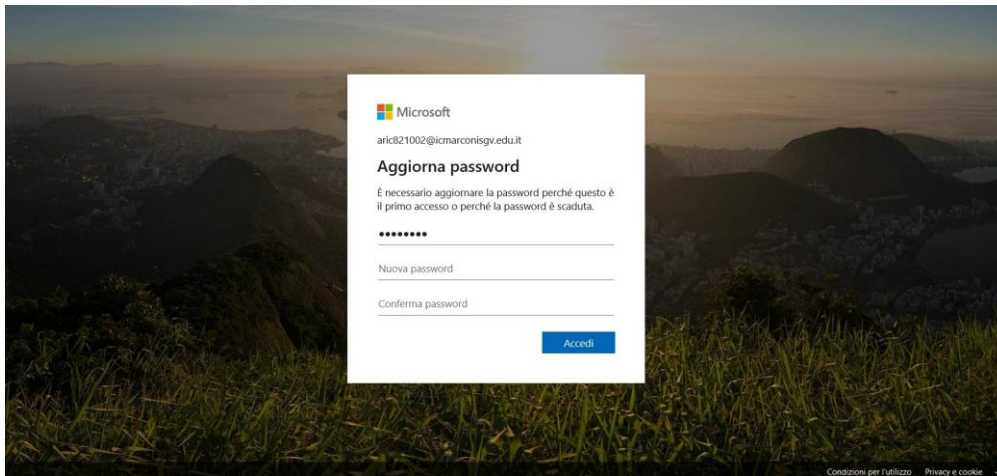 Microsoft
aric821002@icmarconisgv.edu.it
Aggiorna password
È necessario aggiornare la password perché questo è
il primo accesso o perché la password è scaduta.
••••••••
Nuova password
Conferma password
Accedi
Condizioni per l'utilizzo Privacy e cookie